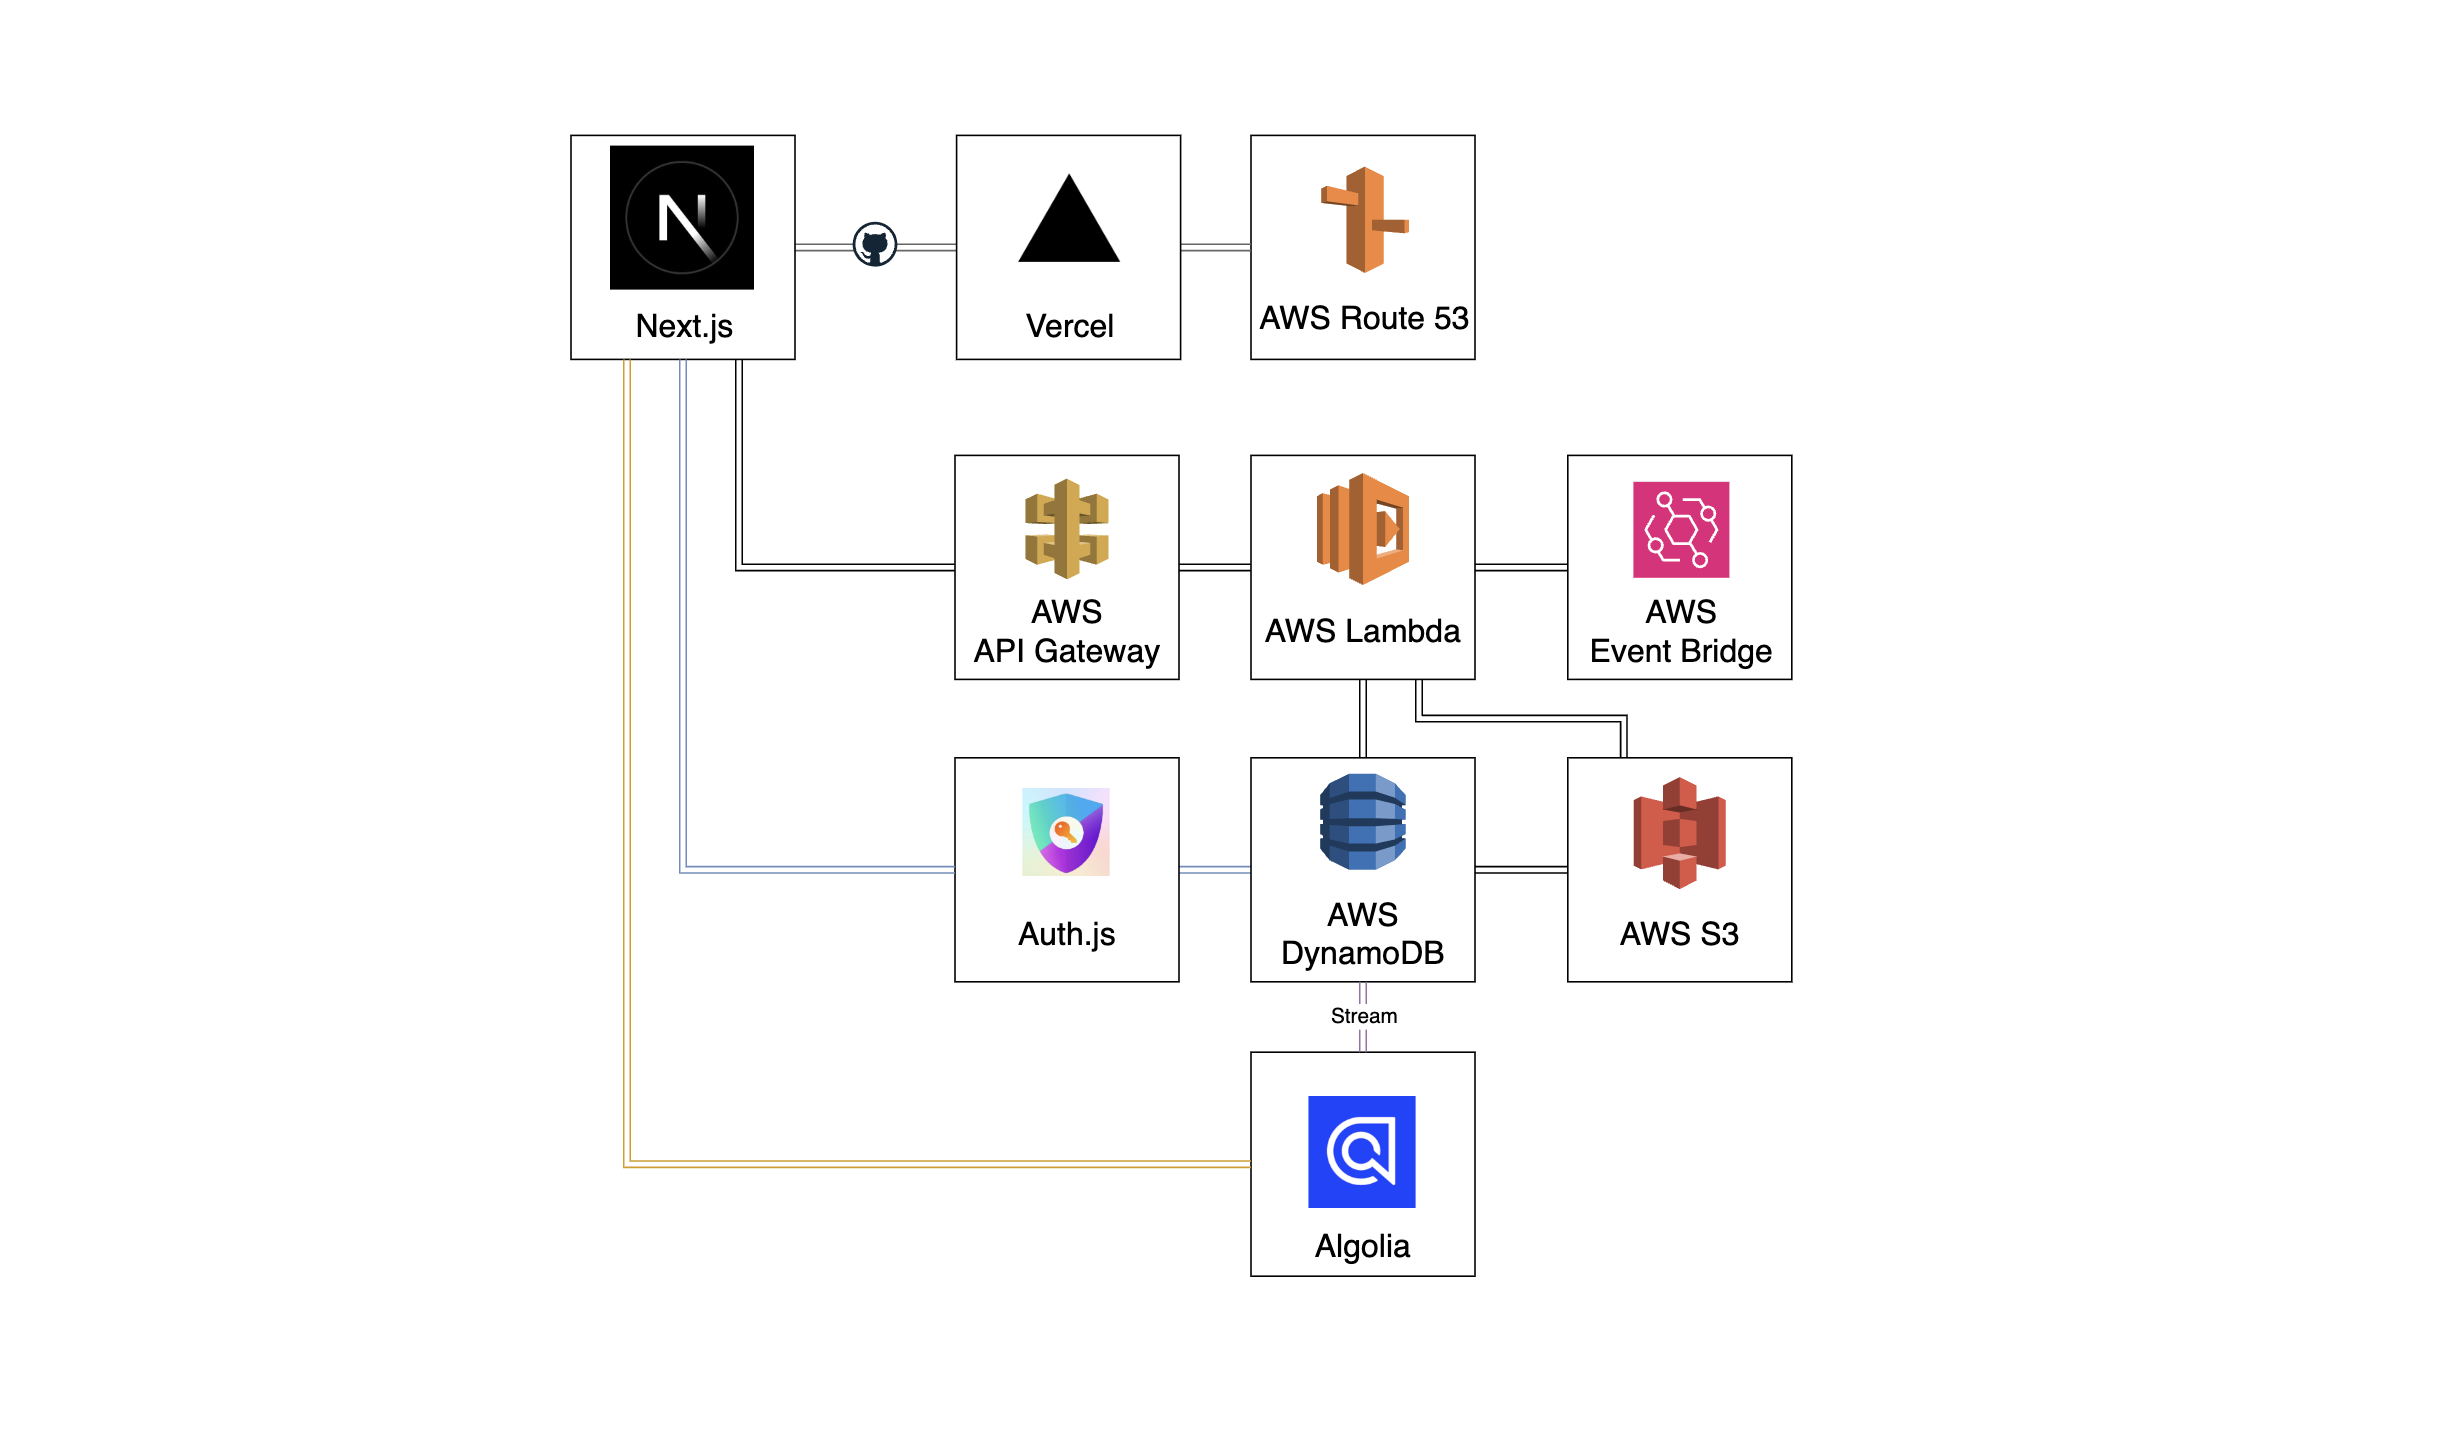 Next.js
Vercel
AWS Route 53
AWS
API Gateway
AWS Lambda
AWS
Event Bridge
Auth.js
AWS
DynamoDB
AWS S3
Stream
Algolia